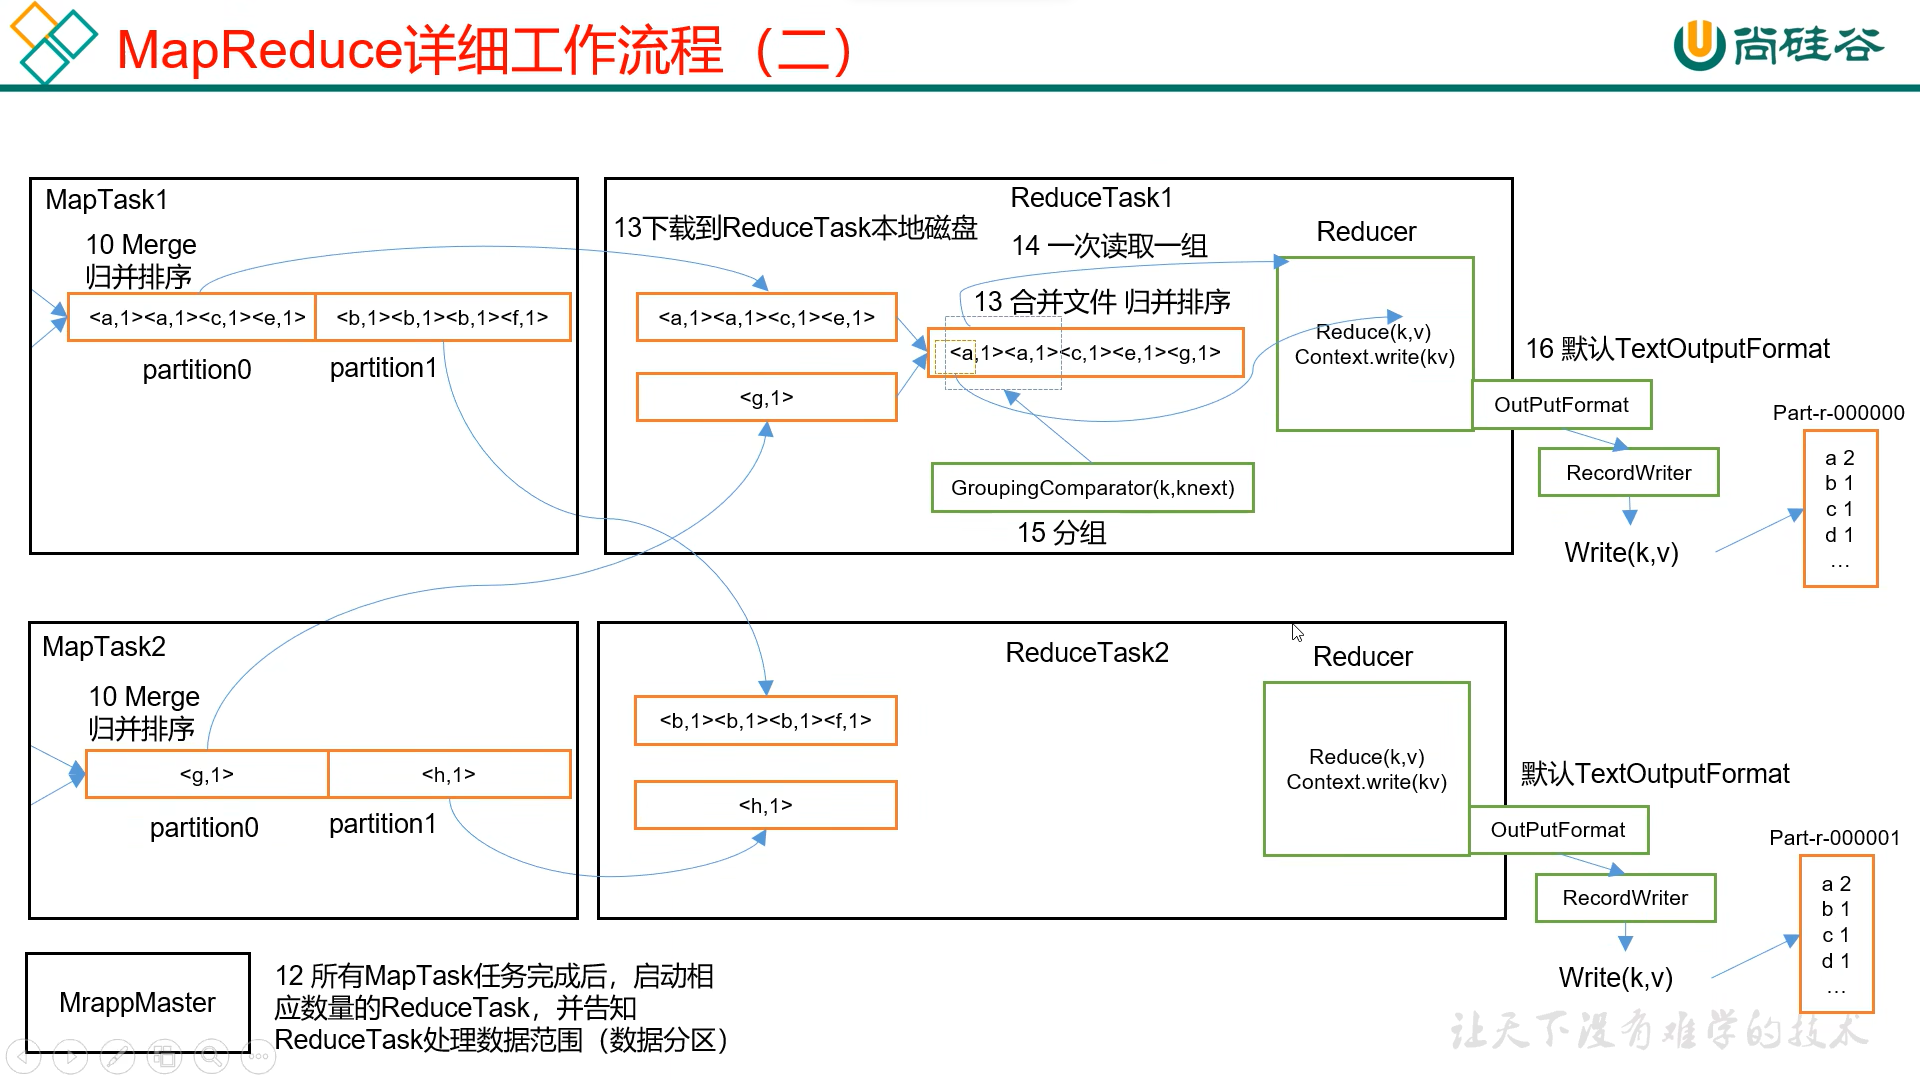 MapReduce详细工作流程（二）
尚硅谷
MapTask1
10 Merge
归并排序
<a,1><a,1><c,1><e,1>
<b,1><b,1><b,1><f,1>
partition0
partition1
ReduceTask1
13下载到ReduceTask本地磁盘
14 一次读取一组
Reducer
13 合并文件 归并排序
<a,1><a,1><c,1><e,1>
<g,1>
<a,1><a,1><c,1><e,1><g,1>
Reduce(k,v)
Context.write(kv)
GroupingComparator(k,knext)
15 分组
16 默认TextOutputFormat
OutPutFormat
RecordWriter
Write(k,v)
Part-r-000000
a 2
b 1
c 1
d 1
…
MapTask2
10 Merge
归并排序
<g,1>
<h,1>
partition0
partition1
ReduceTask2
Reducer
<b,1><b,1><b,1><f,1>
<h,1>
Reduce(k,v)
Context.write(kv)
默认TextOutputFormat
OutPutFormat
RecordWriter
Write(k,v)
Part-r-000001
a 2
b 1
c 1
d 1
…
MrappMaster
12 所有MapTask任务完成后，启动相
应数量的ReduceTask，并告知
ReduceTask处理数据范围（数据分区）
让天下没有难学的技术